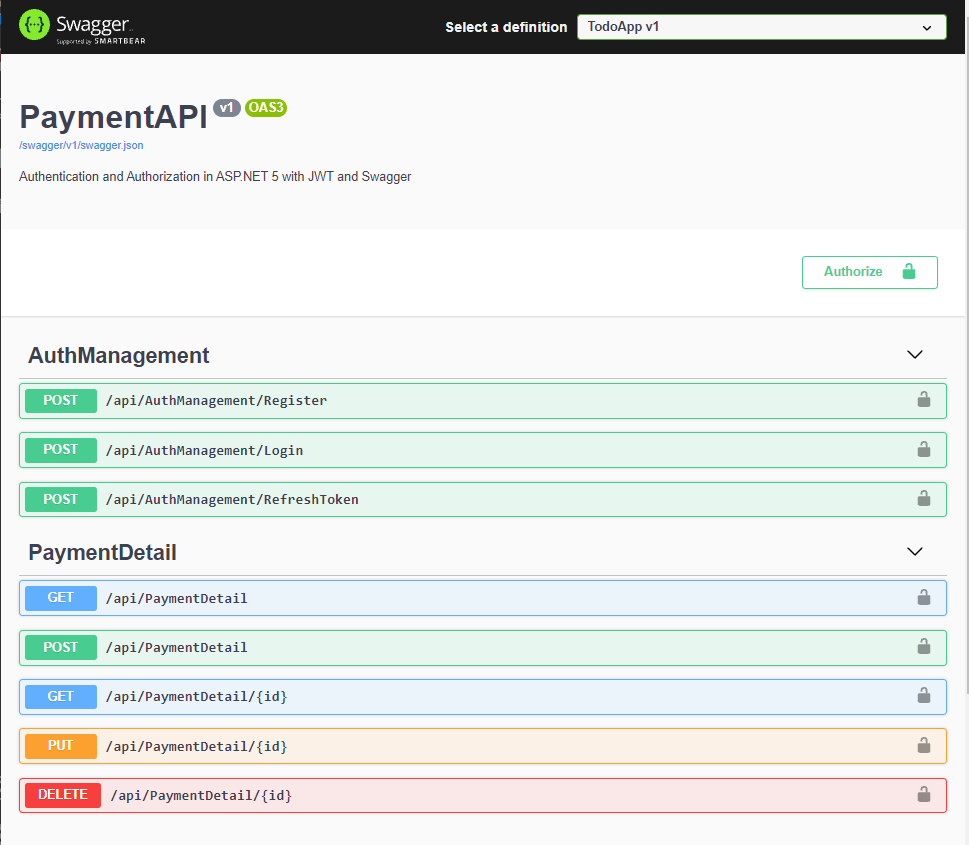 Swagger
Supported by SMARTBEAR
Select a definition
TodoApp v1
PaymentAPI v1 OAS3
/swagger/v1/swagger.json
Authentication and Authorization in ASP.NET 5 with JWT and Swagger
Authorize
AuthManagement
POST /api/AuthManagement/Register
POST /api/AuthManagement/Login
POST /api/AuthManagement/RefreshToken
PaymentDetail
GET /api/PaymentDetail
POST /api/PaymentDetail
GET /api/PaymentDetail/{id}
PUT /api/PaymentDetail/{id}
DELETE /api/PaymentDetail/{id}